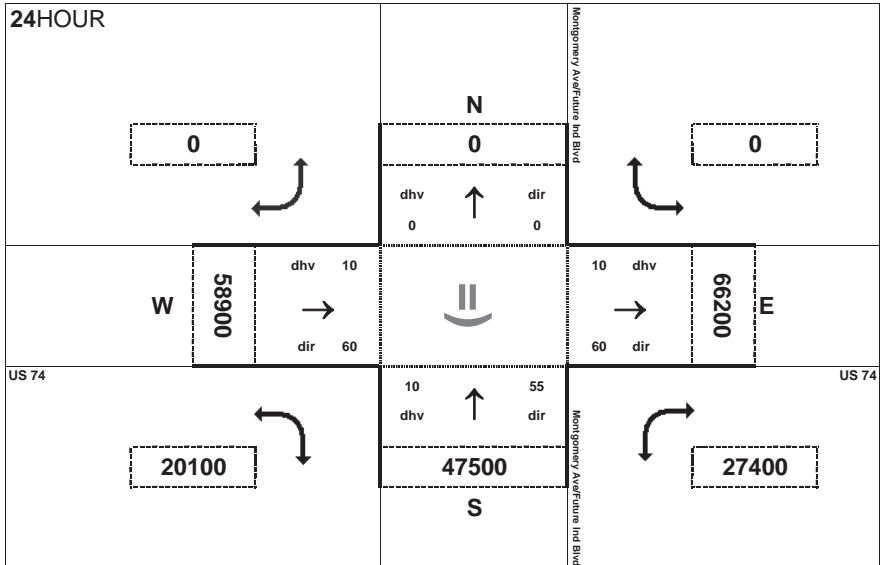 24HOUR
Montgomery Ave/Future Ind Blvd
N
0
0
0
dhv
dir
0
0
dhv 10
10 dhv
W
58900
66200
E
dir 60
60 dir
US 74
US 74
10
55
dhv
dir
Montgomery Ave/Future Ind Blvd
20100
47500
27400
S